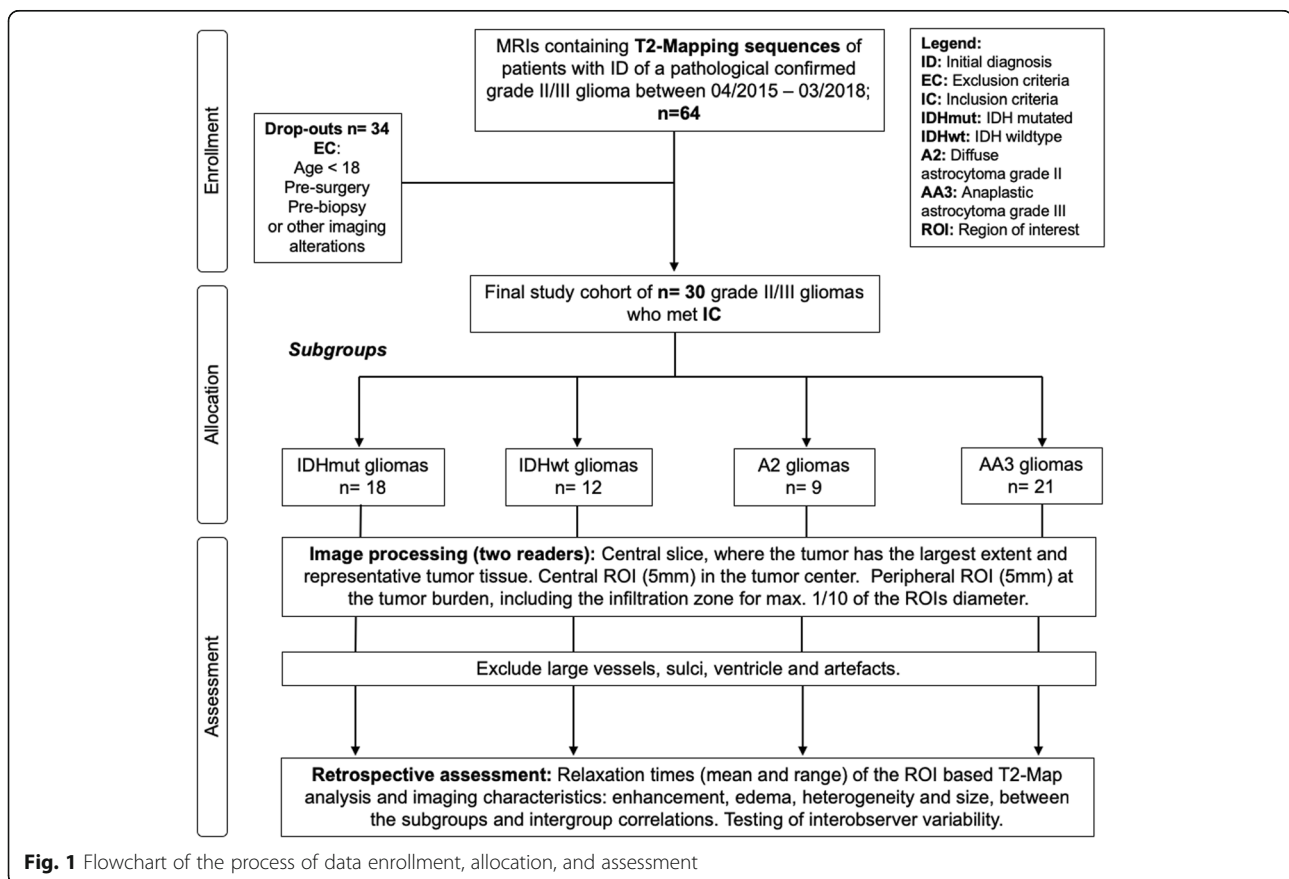 Enrollment
MRIs containing T2-Mapping sequences of
patients with ID of a pathological confirmed
grade II/III glioma between 04/2015 – 03/2018;
n=64
Legend:
ID: Initial diagnosis
EC: Exclusion criteria
IC: Inclusion criteria
IDHmut: IDH mutated
IDHwt: IDH wildtype
A2: Diffuse
astrocytoma grade II
AA3: Anaplastic
astrocytoma grade III
ROI: Region of interest
Drop-outs n= 34
EC:
Age < 18
Pre-surgery
Pre-biopsy
or other imaging
alterations
Allocation
Final study cohort of n= 30 grade II/III gliomas
who met IC
Subgroups
IDHmut gliomas
n= 18
IDHwt gliomas
n= 12
A2 gliomas
n= 9
AA3 gliomas
n= 21
Assessment
Image processing (two readers): Central slice, where the tumor has the largest extent and
representative tumor tissue. Central ROI (5mm) in the tumor center. Peripheral ROI (5mm) at
the tumor burden, including the infiltration zone for max. 1/10 of the ROIs diameter.
Exclude large vessels, sulci, ventricle and artefacts.
Retrospective assessment: Relaxation times (mean and range) of the ROI based T2-Map
analysis and imaging characteristics: enhancement, edema, heterogeneity and size, between
the subgroups and intergroup correlations. Testing of interobserver variability.
Fig. 1 Flowchart of the process of data enrollment, allocation, and assessment